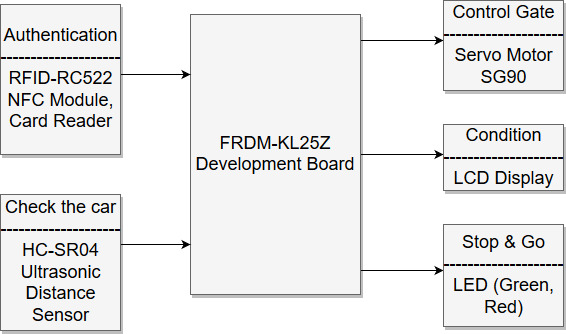 Authentication
RFID-RC522
NFC Module,
Card Reader
Check the car
HC-SR04
Ultrasonic
Distance
Sensor
FRDM-KL25Z
Development Board
Control Gate
Servo Motor
SG90
Condition
LCD Display
Stop & Go
LED (Green,
Red)